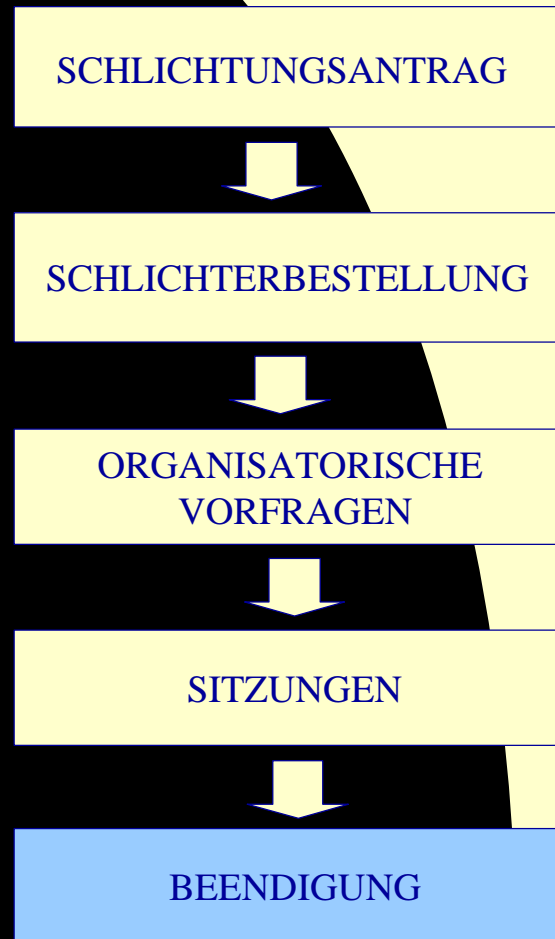 SCHLICHTUNGSANTRAG
SCHLICHTERBESTELLUNG
ORGANISATORISCHE
VORFRAGEN
SITZUNGEN
BEENDIGUNG